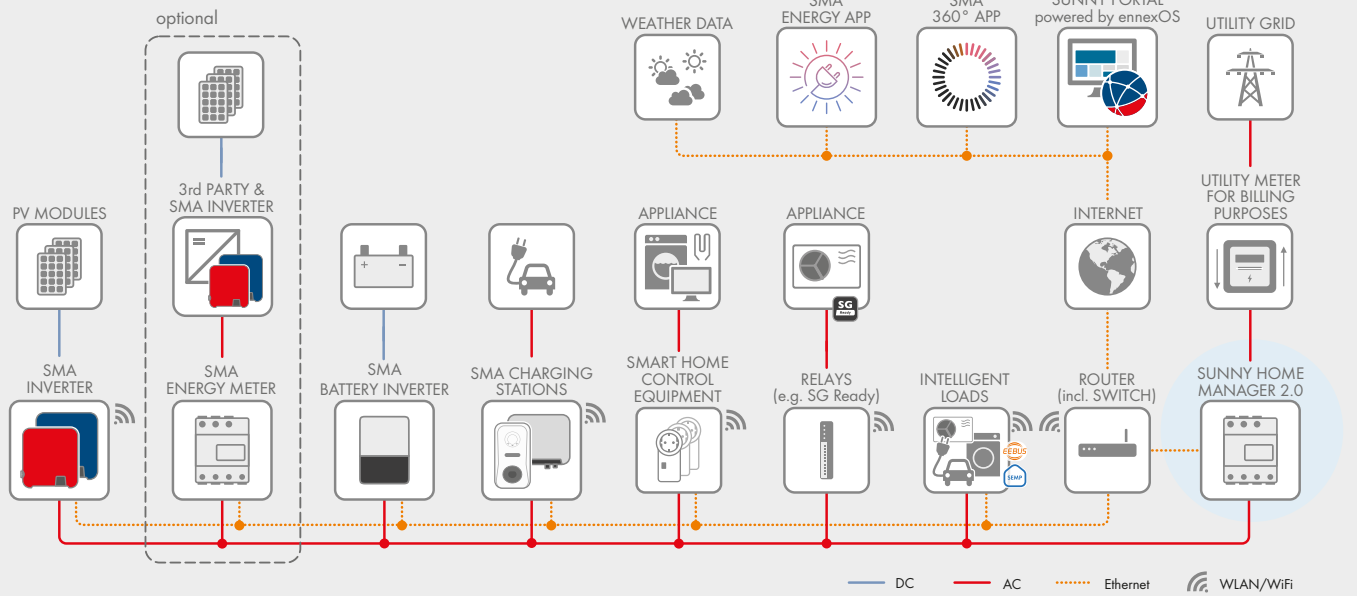 optional
WEATHER DATA
SMA
ENERGY APP
SMA
360° APP
SUNNY PORTAL
powered by ennexOS
UTILITY GRID
PV MODULES
3rd PARTY &
SMA INVERTER
APPLIANCE
APPLIANCE
SG
Ready
INTERNET
UTILITY METER
FOR BILLING
PURPOSES
SMA
INVERTER
SMA
ENERGY METER
SMA
BATTERY INVERTER
SMA CHARGING
STATIONS
SMART HOME
CONTROL
EQUIPMENT
RELAYS
(e.g. SG Ready)
INTELLIGENT
LOADS
EEBUS
SEMP
ROUTER
(incl. SWITCH)
SUNNY HOME
MANAGER 2.0
DC
AC
Ethernet
WLAN/WiFi